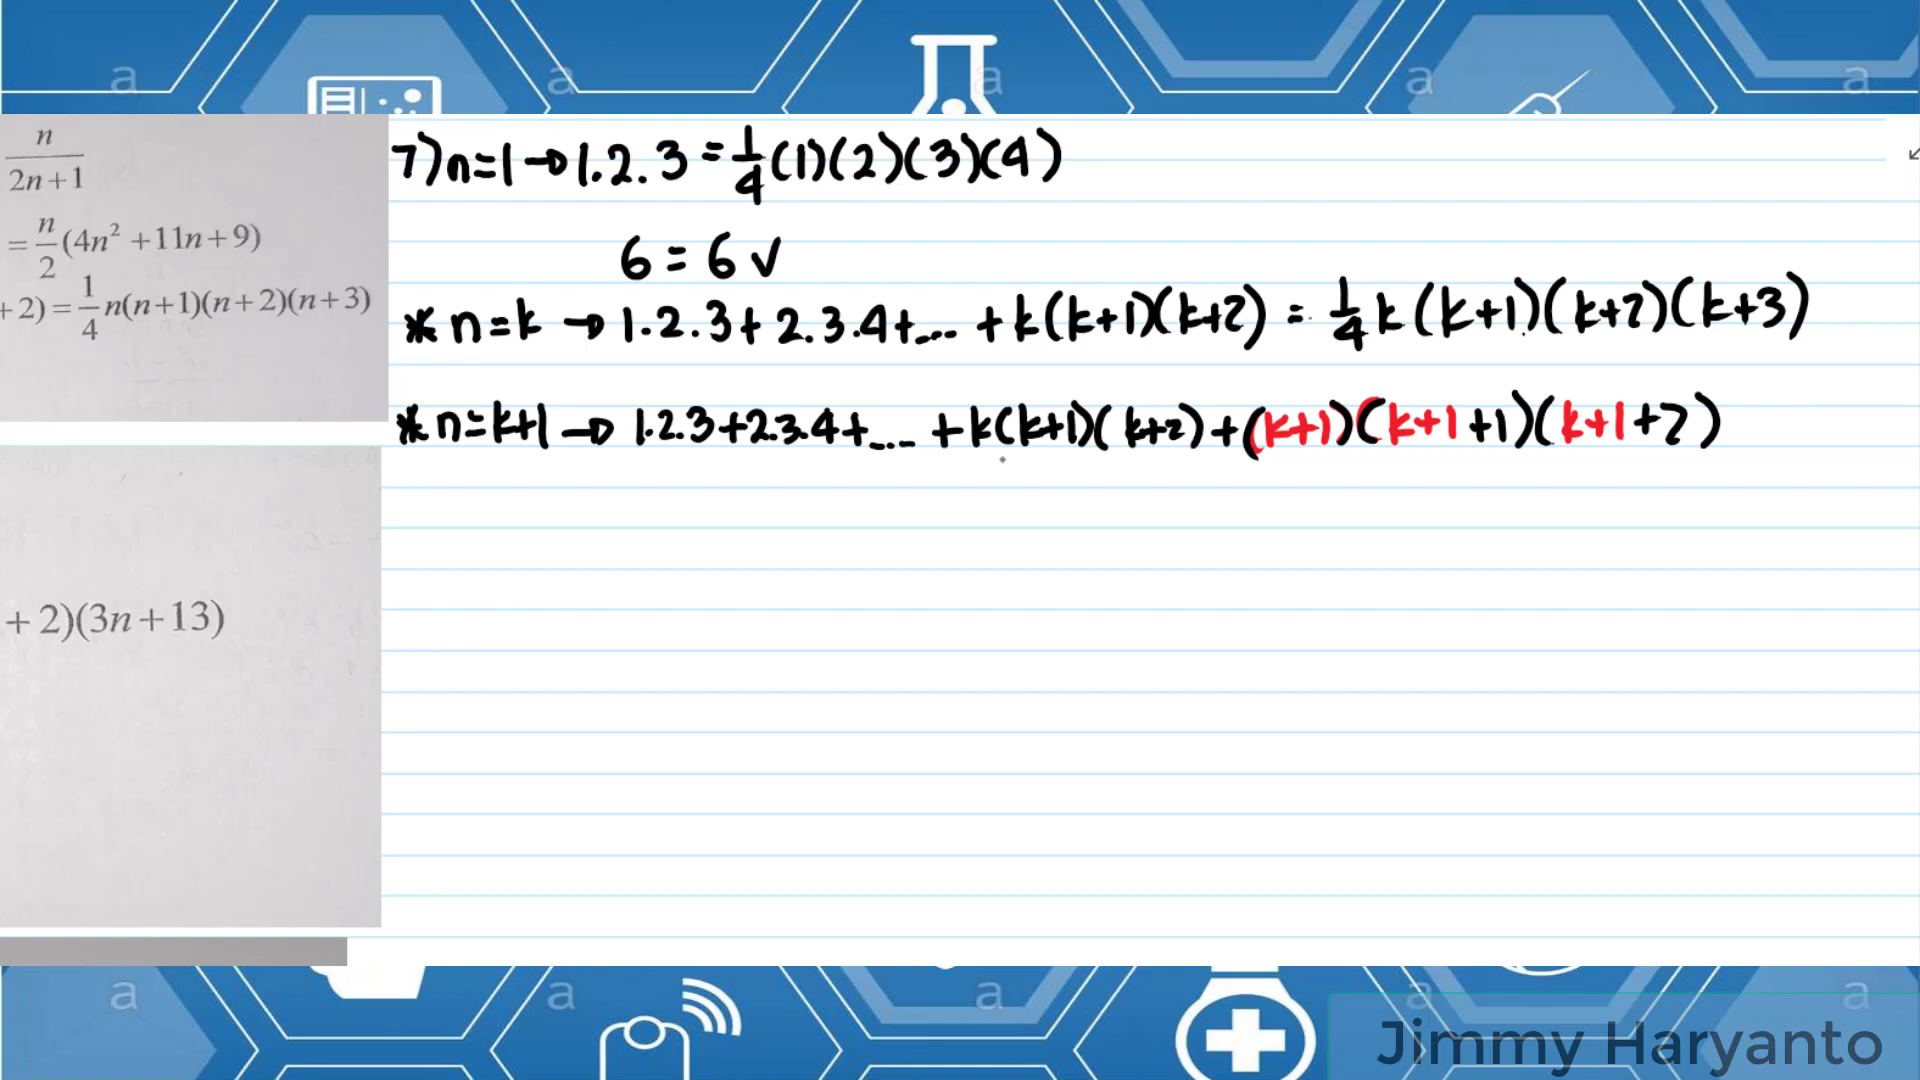 n
2n+1
= n/2 (4n² +11n+9)
+2) = 1/4 n(n+1)(n+2)(n+3)
+ 2)(3n+13)
7) n=1 → 1.2.3 = 1/4 (1)(2)(3)(4)
6 = 6 ✓
* n=k → 1.2.3 + 2.3.4 + ... + k(k+1)(k+2) = 1/4 k (k+1)(k+2)(k+3)
* n=k+1 → 1.2.3+2.3.4+ .... +k(k+1)(k+2)+(k+1)(k+1+1)(k+1+2)
Jimmy Haryanto
a a a a a
a a a a a